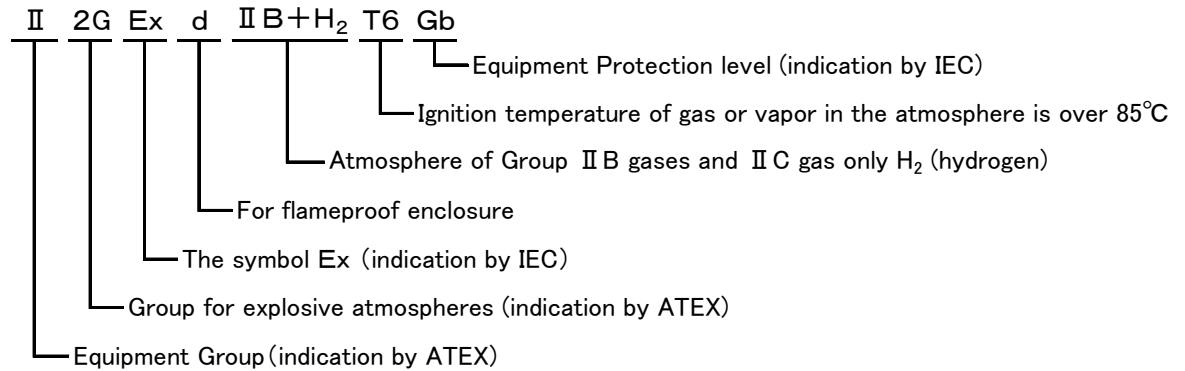 Ⅱ 2G Ex d ⅡB＋H₂ T6 Gb
Equipment Protection level (indication by IEC)
Ignition temperature of gas or vapor in the atmosphere is over 85℃
Atmosphere of Group ⅡB gases and ⅡC gas only H₂ (hydrogen)
For flameproof enclosure
The symbol Ex (indication by IEC)
Group for explosive atmospheres (indication by ATEX)
Equipment Group(indication by ATEX)